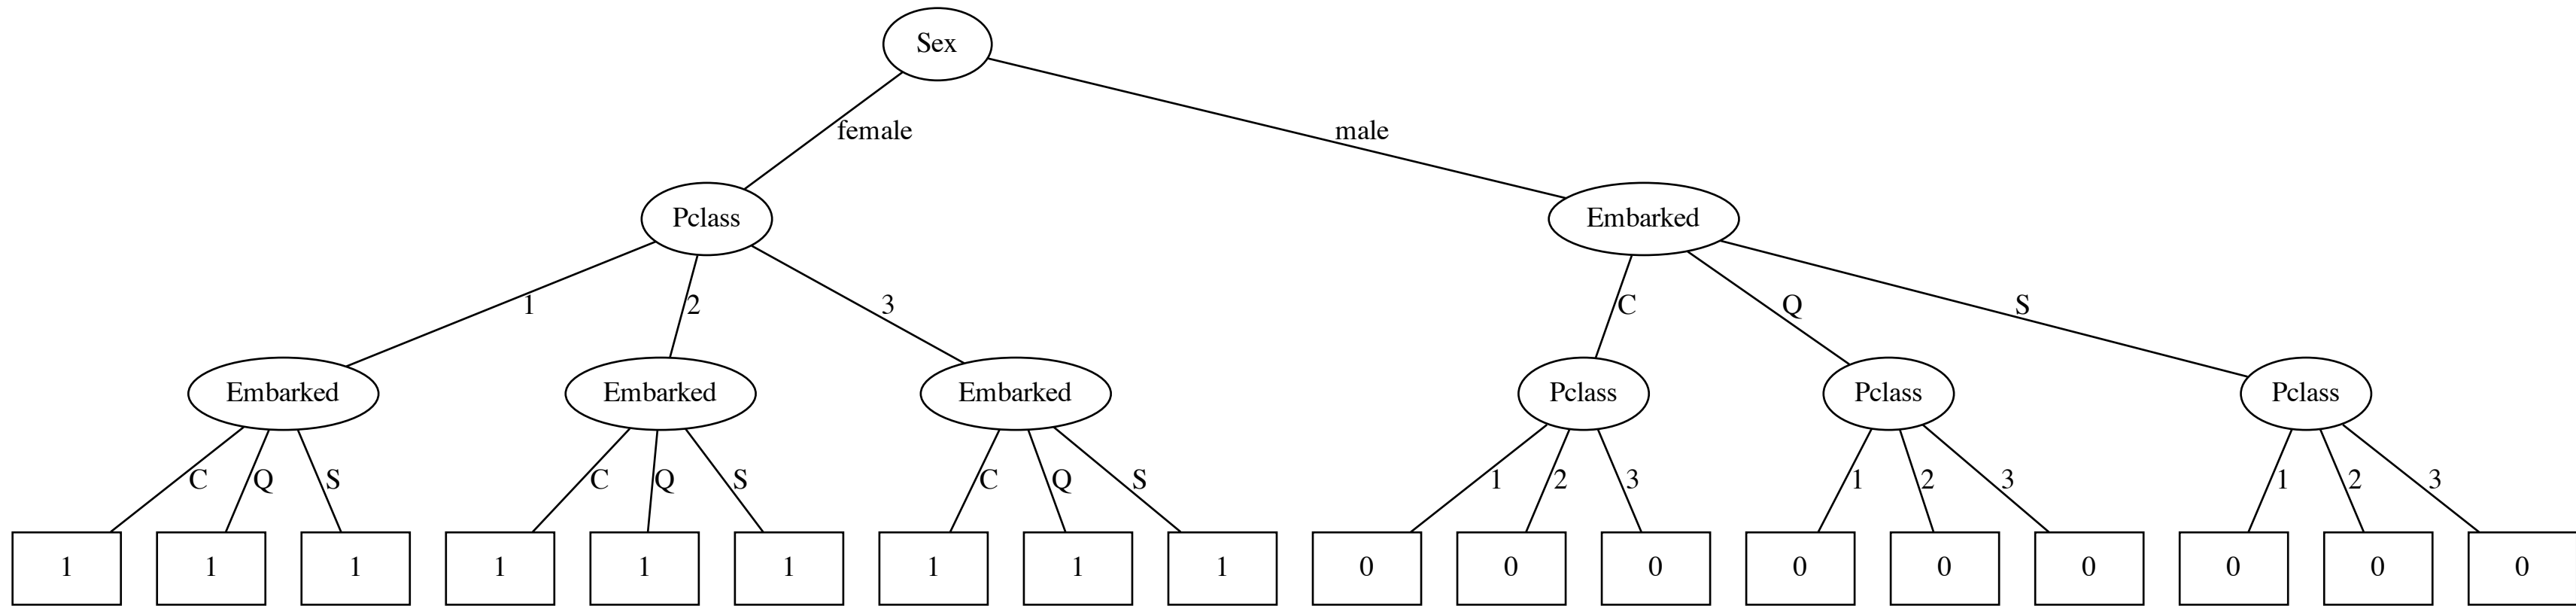 Sex
female male
Pclass Embarked
1 2 3 C Q S
Embarked Embarked Embarked Pclass Pclass Pclass
C Q S C Q S C Q S 1 2 3 1 2 3 1 2 3
1 1 1 1 1 1 1 1 1 0 0 0 0 0 0 0 0 0